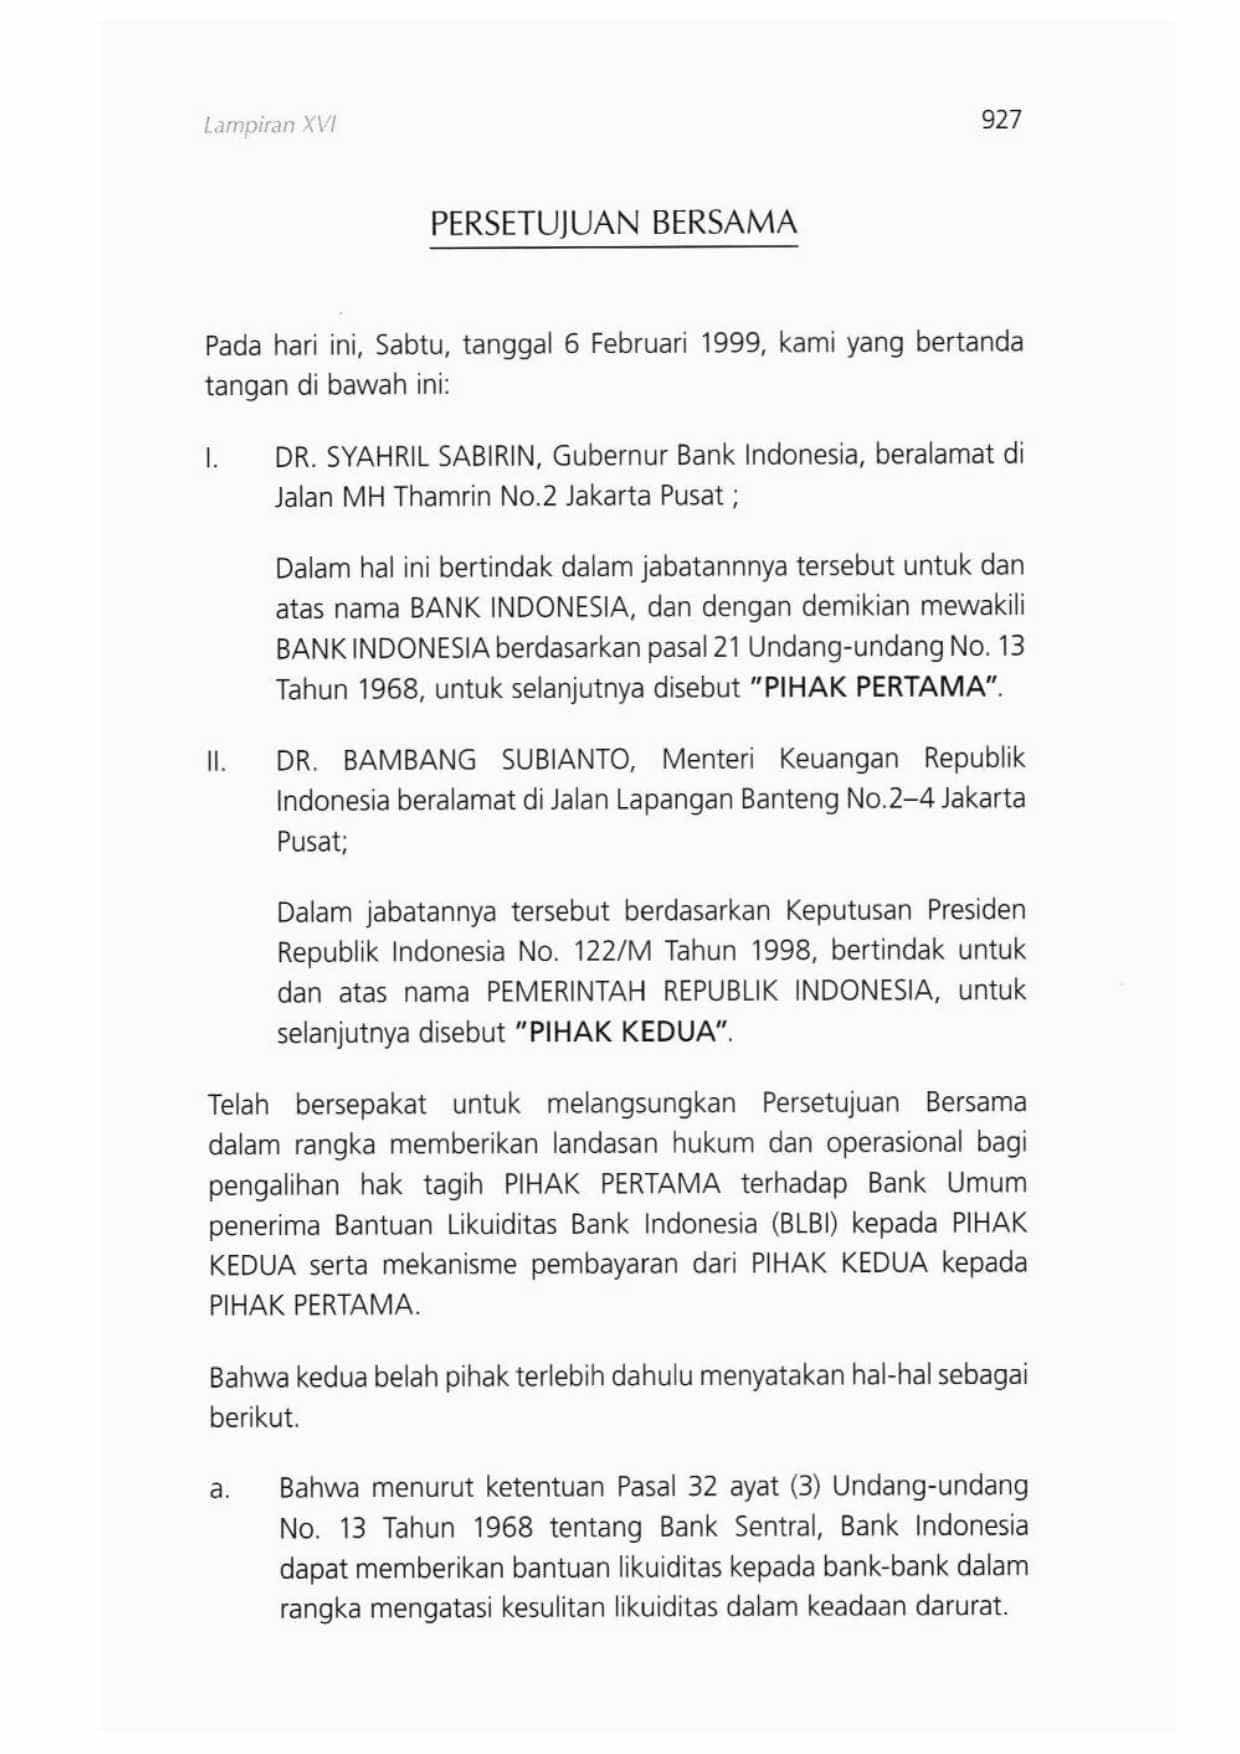 Lampiran XVI
927
PERSETUJUAN BERSAMA
Pada hari ini, Sabtu, tanggal 6 Februari 1999, kami yang bertanda
tangan di bawah ini:
I. DR. SYAHRIL SABIRIN, Gubernur Bank Indonesia, beralamat di
Jalan MH Thamrin No.2 Jakarta Pusat ;
Dalam hal ini bertindak dalam jabatannnya tersebut untuk dan
atas nama BANK INDONESIA, dan dengan demikian mewakili
BANK INDONESIA berdasarkan pasal 21 Undang-undang No. 13
Tahun 1968, untuk selanjutnya disebut "PIHAK PERTAMA".
II. DR. BAMBANG SUBIANTO, Menteri Keuangan Republik
Indonesia beralamat di Jalan Lapangan Banteng No.2–4 Jakarta
Pusat;
Dalam jabatannya tersebut berdasarkan Keputusan Presiden
Republik Indonesia No. 122/M Tahun 1998, bertindak untuk
dan atas nama PEMERINTAH REPUBLIK INDONESIA, untuk
selanjutnya disebut "PIHAK KEDUA".
Telah bersepakat untuk melangsungkan Persetujuan Bersama
dalam rangka memberikan landasan hukum dan operasional bagi
pengalihan hak tagih PIHAK PERTAMA terhadap Bank Umum
penerima Bantuan Likuiditas Bank Indonesia (BLBI) kepada PIHAK
KEDUA serta mekanisme pembayaran dari PIHAK KEDUA kepada
PIHAK PERTAMA.
Bahwa kedua belah pihak terlebih dahulu menyatakan hal-hal sebagai
berikut.
a. Bahwa menurut ketentuan Pasal 32 ayat (3) Undang-undang
No. 13 Tahun 1968 tentang Bank Sentral, Bank Indonesia
dapat memberikan bantuan likuiditas kepada bank-bank dalam
rangka mengatasi kesulitan likuiditas dalam keadaan darurat.